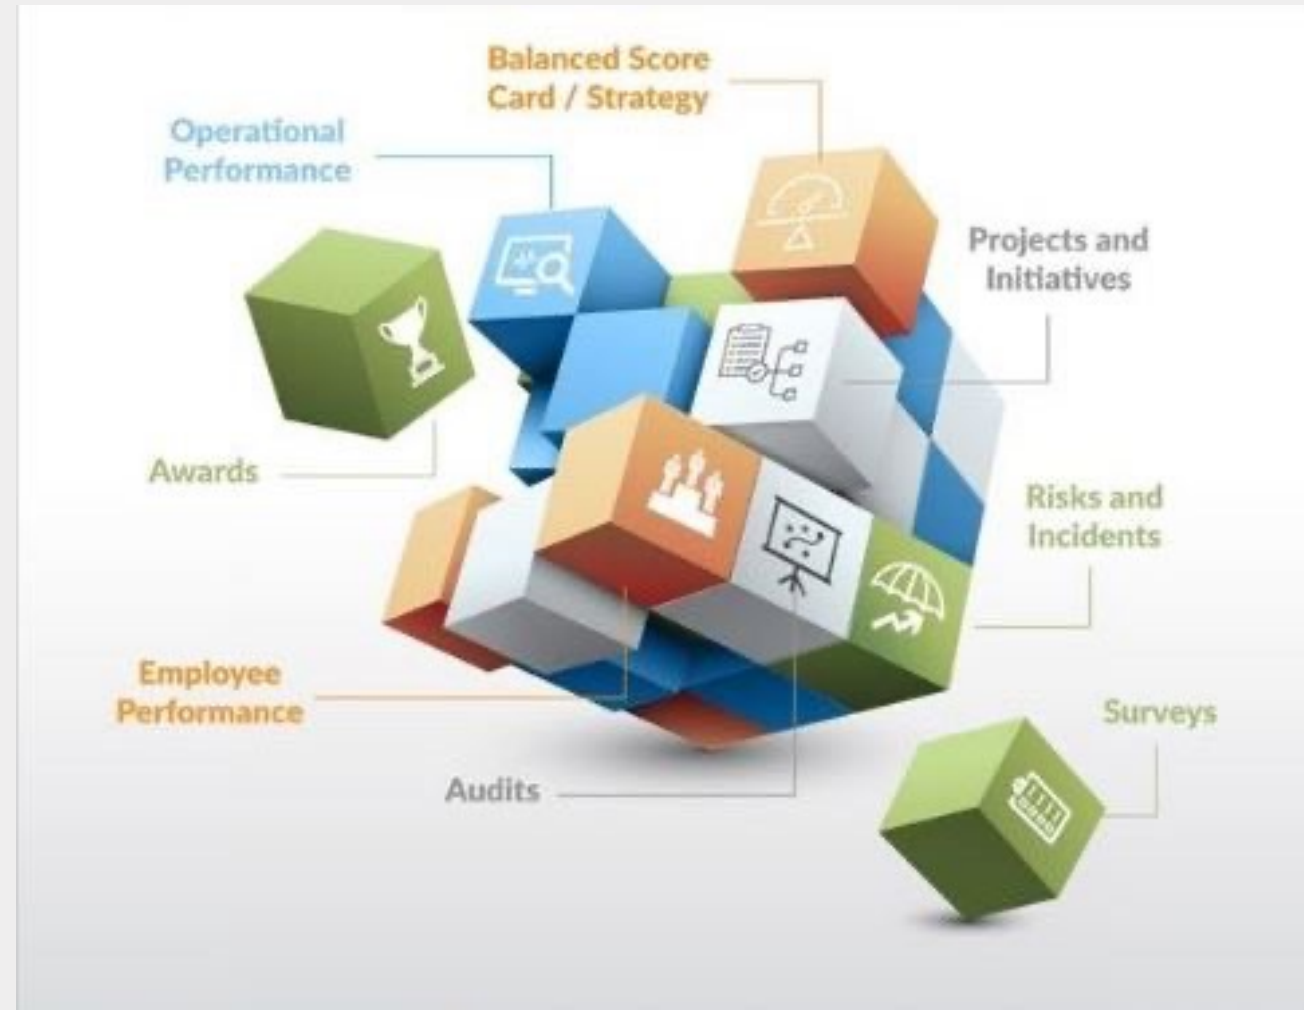 Balanced Score
Card / Strategy
Operational
Performance
Projects and
Initiatives
Awards
Risks and
Incidents
Employee
Performance
Surveys
Audits